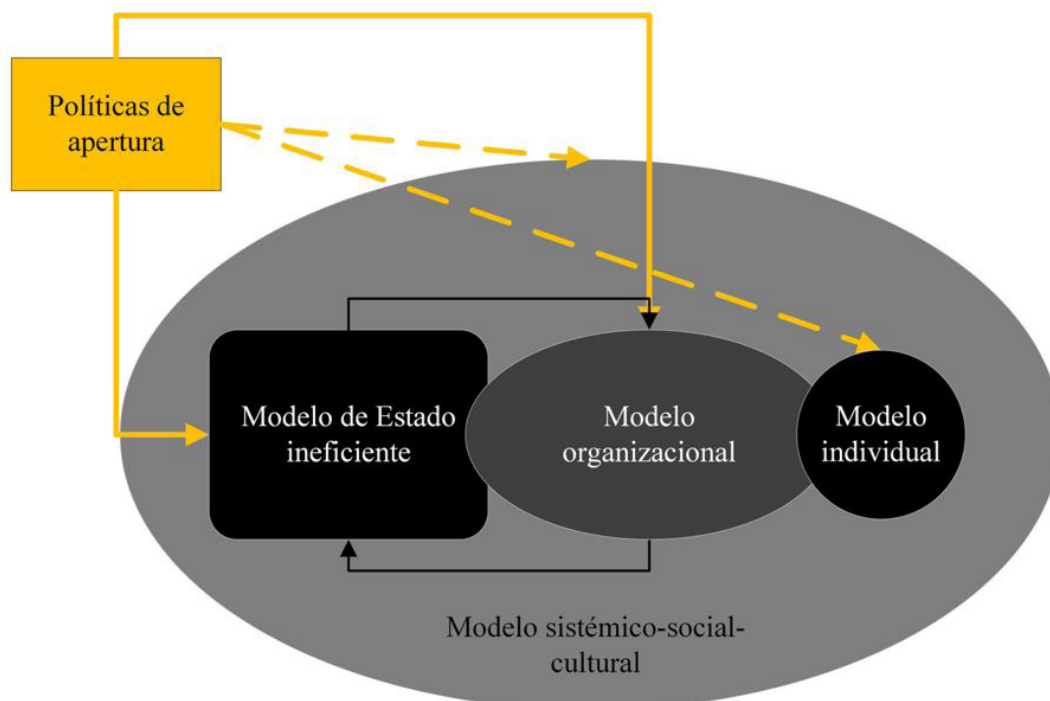 Políticas de
apertura
Modelo de Estado
ineficiente
Modelo
organizacional
Modelo
individual
Modelo sistémico-social-
cultural